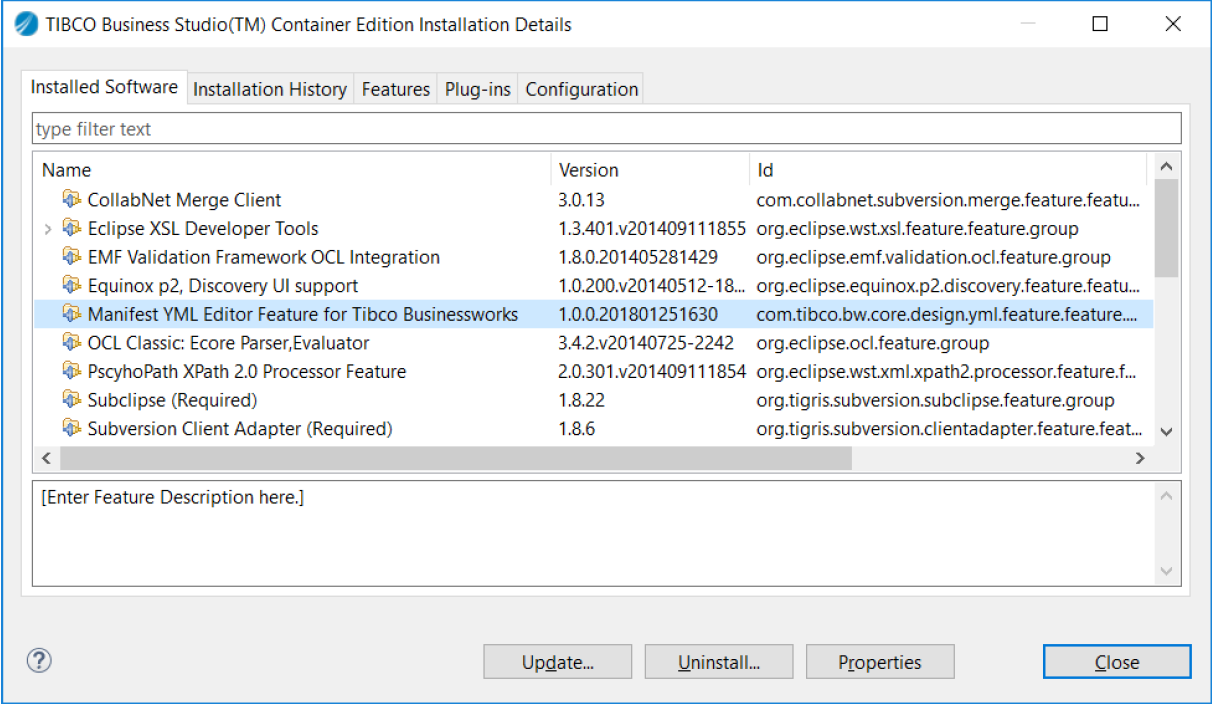 TIBCO Business Studio(TM) Container Edition Installation Details
Installed Software Installation History Features Plug-ins Configuration
type filter text
Name Version Id
CollabNet Merge Client 3.0.13 com.collabnet.subversion.merge.feature.featu...
Eclipse XSL Developer Tools 1.3.401.v201409111855 org.eclipse.wst.xsl.feature.feature.group
EMF Validation Framework OCL Integration 1.8.0.201405281429 org.eclipse.emf.validation.ocl.feature.group
Equinox p2, Discovery UI support 1.0.200.v20140512-18... org.eclipse.equinox.p2.discovery.feature.featu...
Manifest YML Editor Feature for Tibco Businessworks 1.0.0.201801251630 com.tibco.bw.core.design.yml.feature.feature....
OCL Classic: Ecore Parser,Evaluator 3.4.2.v20140725-2242 org.eclipse.ocl.feature.group
PscyhoPath XPath 2.0 Processor Feature 2.0.301.v201409111854 org.eclipse.wst.xml.xpath2.processor.feature.f...
Subclipse (Required) 1.8.22 org.tigris.subversion.subclipse.feature.group
Subversion Client Adapter (Required) 1.8.6 org.tigris.subversion.clientadapter.feature.feat...
[Enter Feature Description here.]
? Update... Uninstall... Properties Close